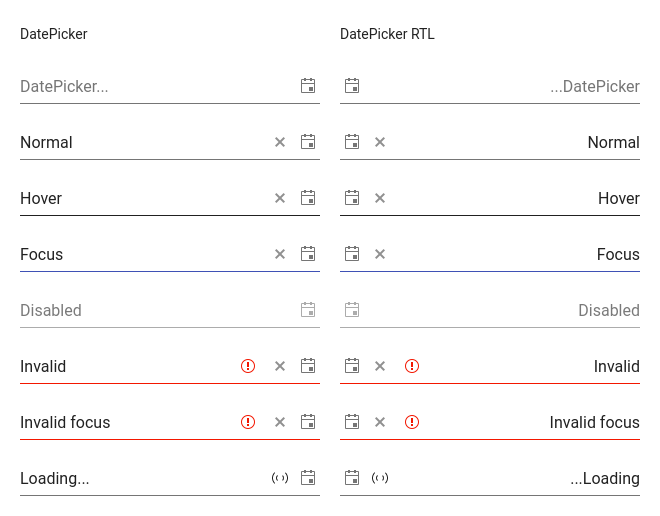 DatePicker
DatePicker RTL
DatePicker...
...DatePicker
Normal
Normal
Hover
Hover
Focus
Focus
Disabled
Disabled
Invalid
Invalid
Invalid focus
Invalid focus
Loading...
...Loading